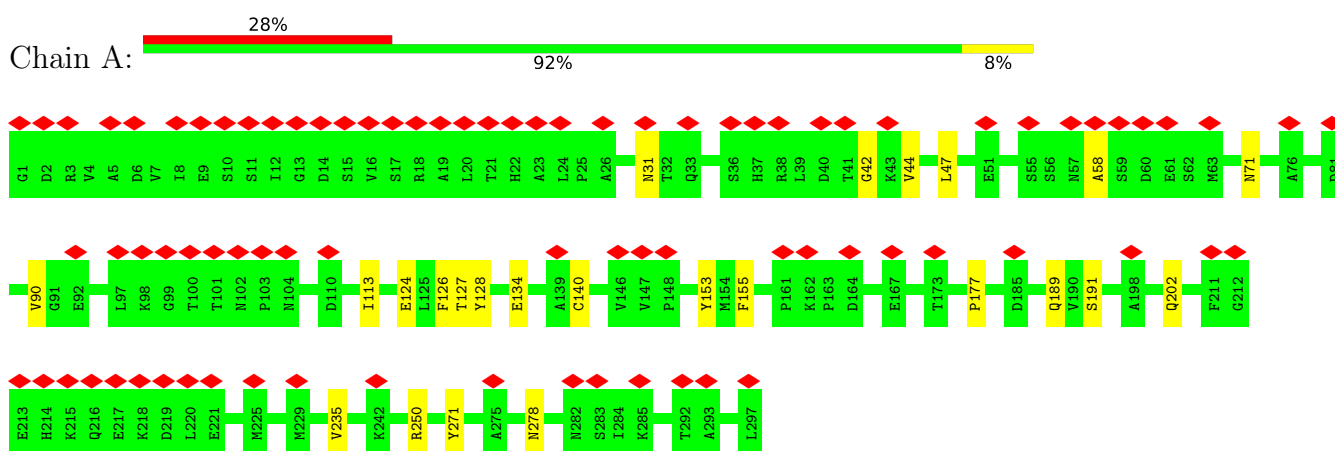 28%
Chain A:
92% 8%
G1 D2 R3 V4 A5 D6 V7 I8 E9 S10 S11 I12 G13 D14 S15 V16 S17 R18 A19 L20 T21 H22 A23 L24 P25 A26 N31 T32 Q33 S36 H37 R38 L39 D40 T41 G42 K43 V44 L47 E51 S55 S56 N57 A58 S59 D60 E61 S62 M63 N71 A76
V90 G91 E92 L97 K98 G99 T100 T101 N102 P103 N104 D110 I113 E124 L125 F126 T127 Y128 E134 A139 C140 V146 V147 P148 Y153 M154 F155 P161 K162 P163 D164 E167 T173 P177 D185 Q189 V190 S191 A198 Q202 F211 G212
E213 H214 K215 Q216 E217 K218 D219 L220 E221 M225 M229 V235 K242 R250 Y271 A275 N278 N282 S283 I284 K285 T292 A293 L297